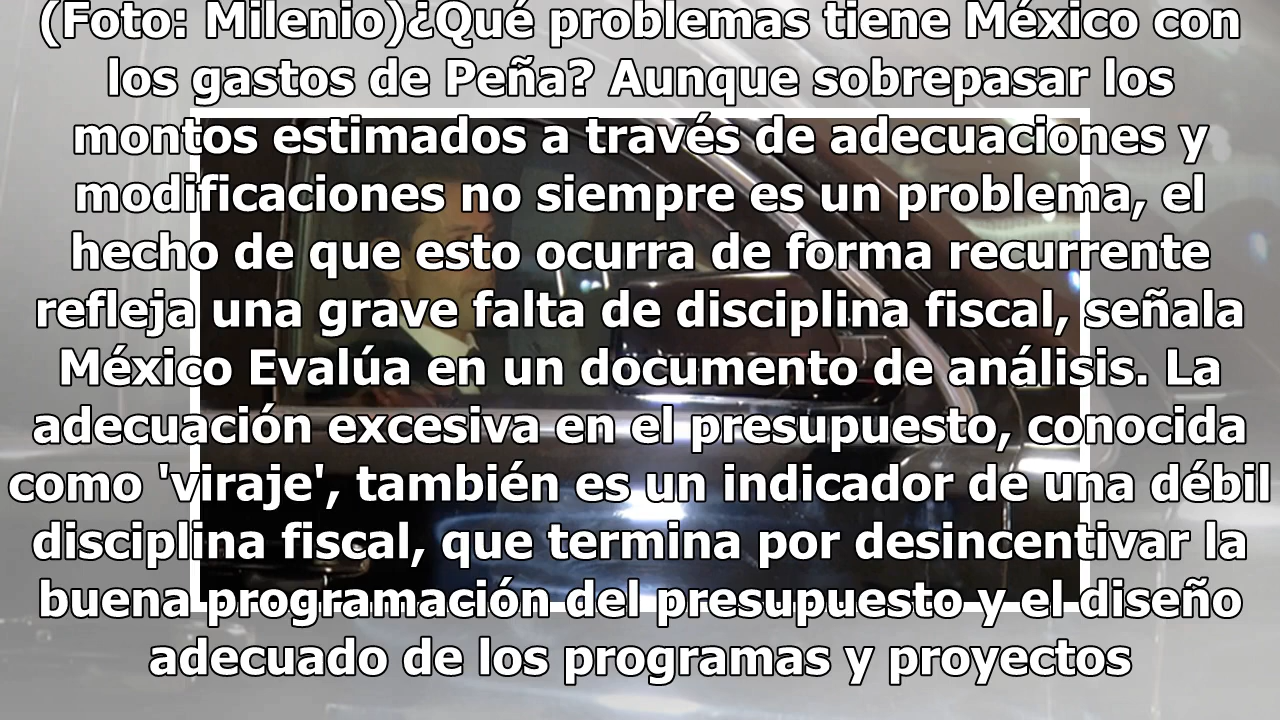 (Foto: Milenio)¿Qué problemas tiene México con
los gastos de Peña? Aunque sobrepasar los
montos estimados a través de adecuaciones y
modificaciones no siempre es un problema, el
hecho de que esto ocurra de forma recurrente
refleja una grave falta de disciplina fiscal, señala
México Evalúa en un documento de análisis. La
adecuación excesiva en el presupuesto, conocida
como 'viraje', también es un indicador de una débil
disciplina fiscal, que termina por desincentivar la
buena programación del presupuesto y el diseño
adecuado de los programas y proyectos